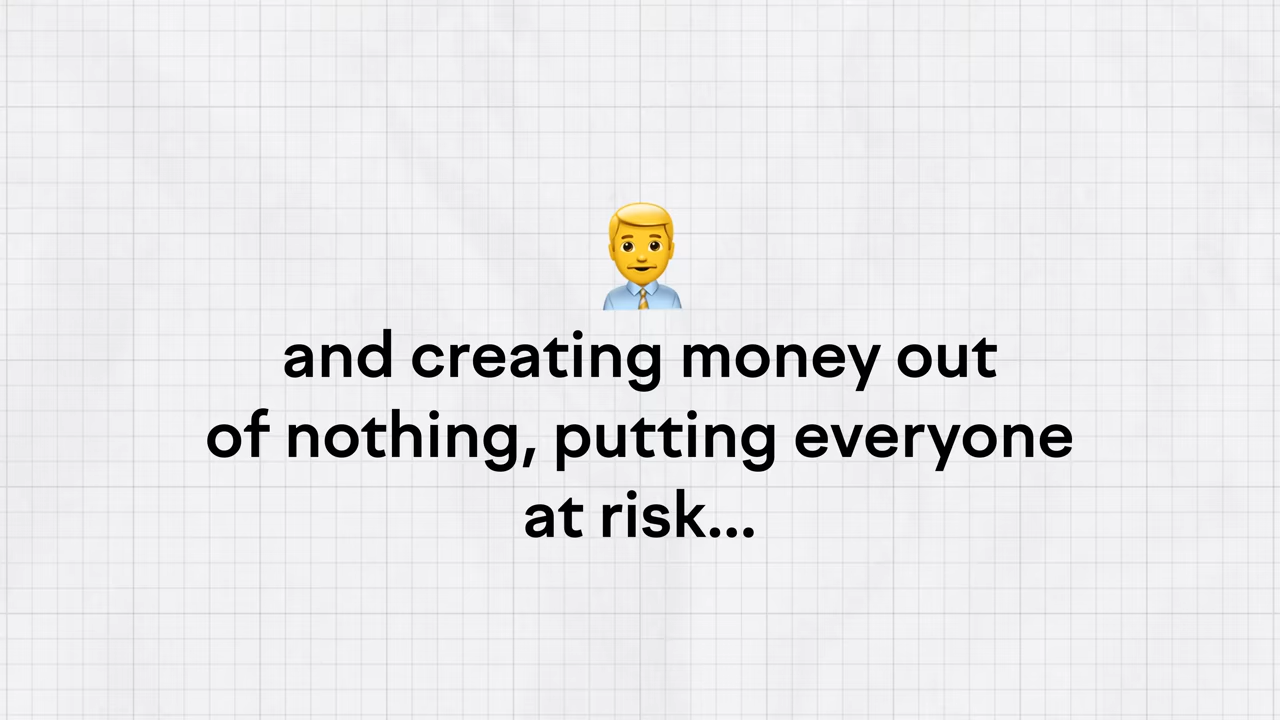 and creating money out
of nothing, putting everyone
at risk...